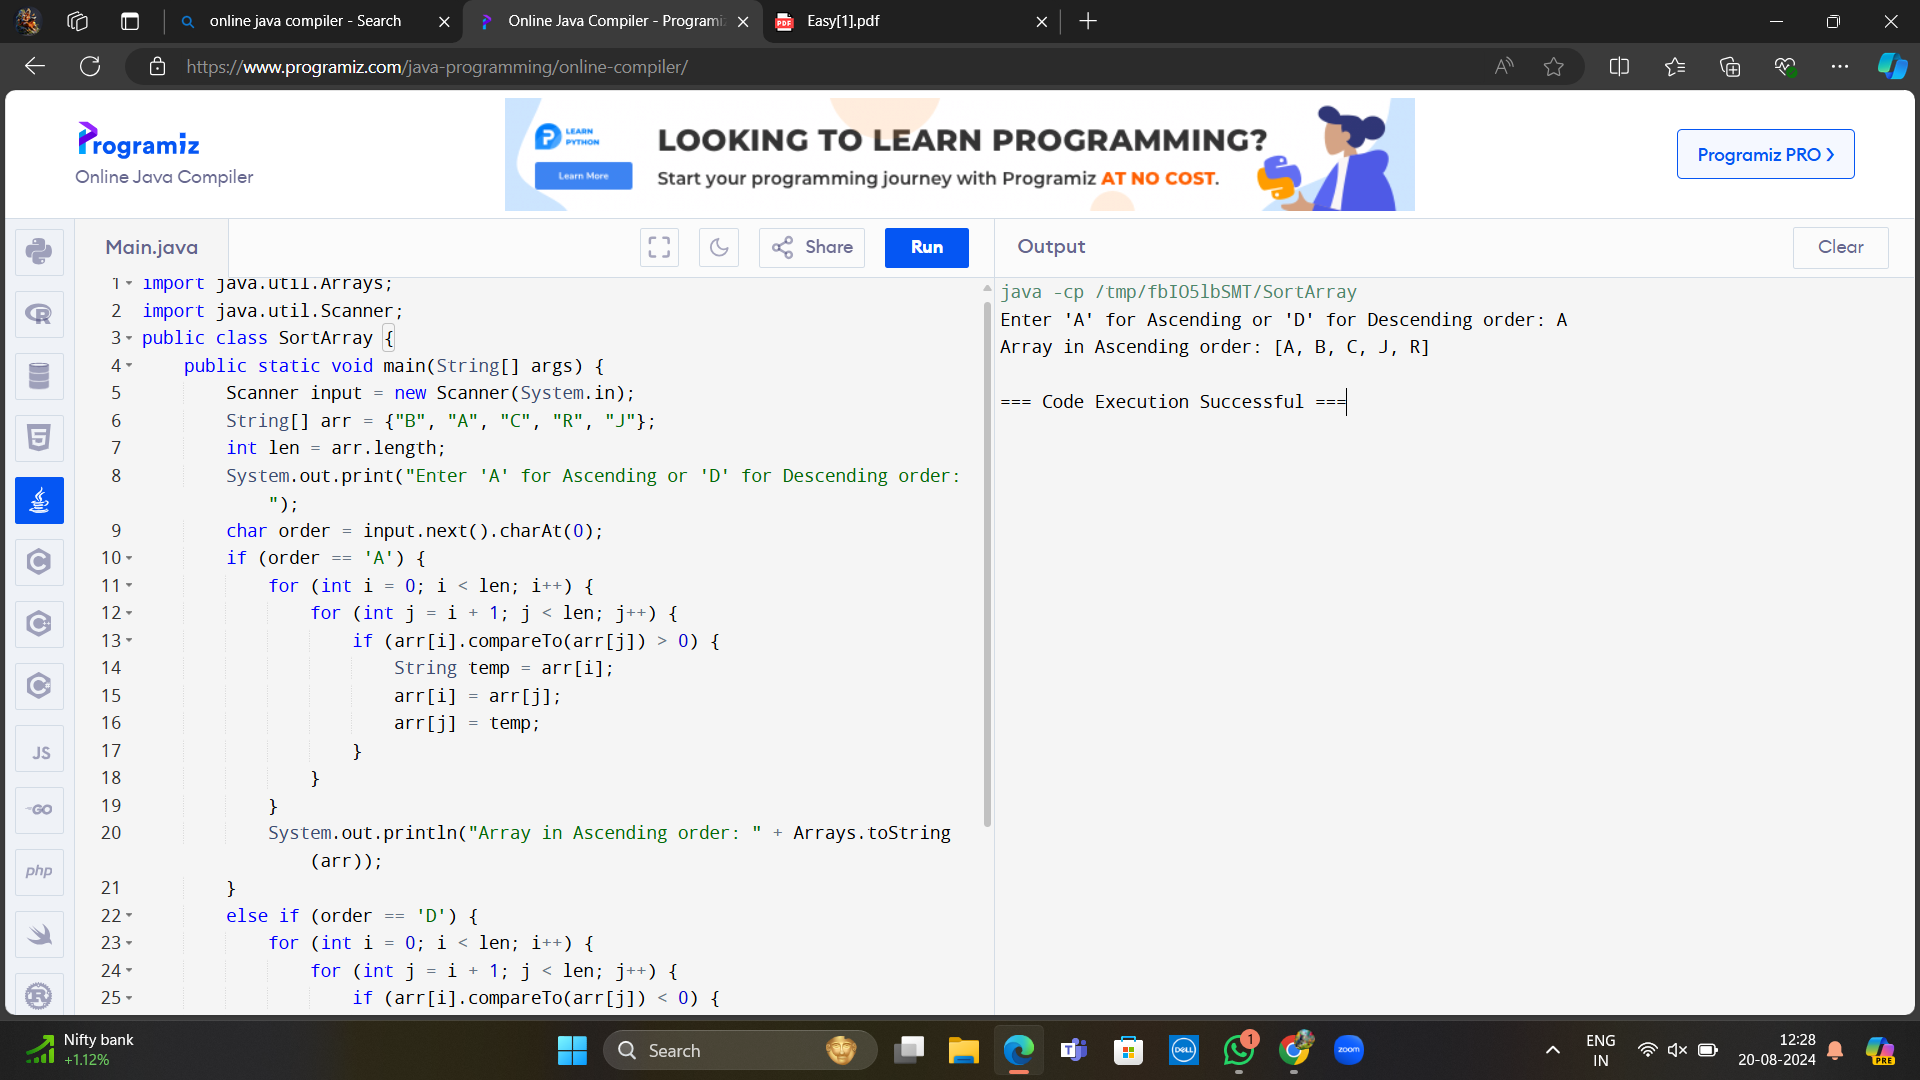 online java compiler - Search
Online Java Compiler - Programi
Easy[1].pdf
https://www.programiz.com/java-programming/online-compiler/
Programiz
Online Java Compiler
LEARN PYTHON
Learn More
LOOKING TO LEARN PROGRAMMING?
Start your programming journey with Programiz AT NO COST.
Programiz PRO
Main.java
Share
Run
Output
Clear
1 import java.util.Arrays;
2 import java.util.Scanner;
3 public class SortArray {
4 public static void main(String[] args) {
5 Scanner input = new Scanner(System.in);
6 String[] arr = {"B", "A", "C", "R", "J"};
7 int len = arr.length;
8 System.out.print("Enter 'A' for Ascending or 'D' for Descending order:
");
9 char order = input.next().charAt(0);
10 if (order == 'A') {
11 for (int i = 0; i < len; i++) {
12 for (int j = i + 1; j < len; j++) {
13 if (arr[i].compareTo(arr[j]) > 0) {
14 String temp = arr[i];
15 arr[i] = arr[j];
16 arr[j] = temp;
17 }
18 }
19 }
20 System.out.println("Array in Ascending order: " + Arrays.toString
(arr));
21 }
22 else if (order == 'D') {
23 for (int i = 0; i < len; i++) {
24 for (int j = i + 1; j < len; j++) {
25 if (arr[i].compareTo(arr[j]) < 0) {
java -cp /tmp/fbIO5lbSMT/SortArray
Enter 'A' for Ascending or 'D' for Descending order: A
Array in Ascending order: [A, B, C, J, R]
=== Code Execution Successful ===
JS
GO
php
Nifty bank
+1.12%
Search
DELL
1
zoom
ENG
IN
12:28
20-08-2024
PRE